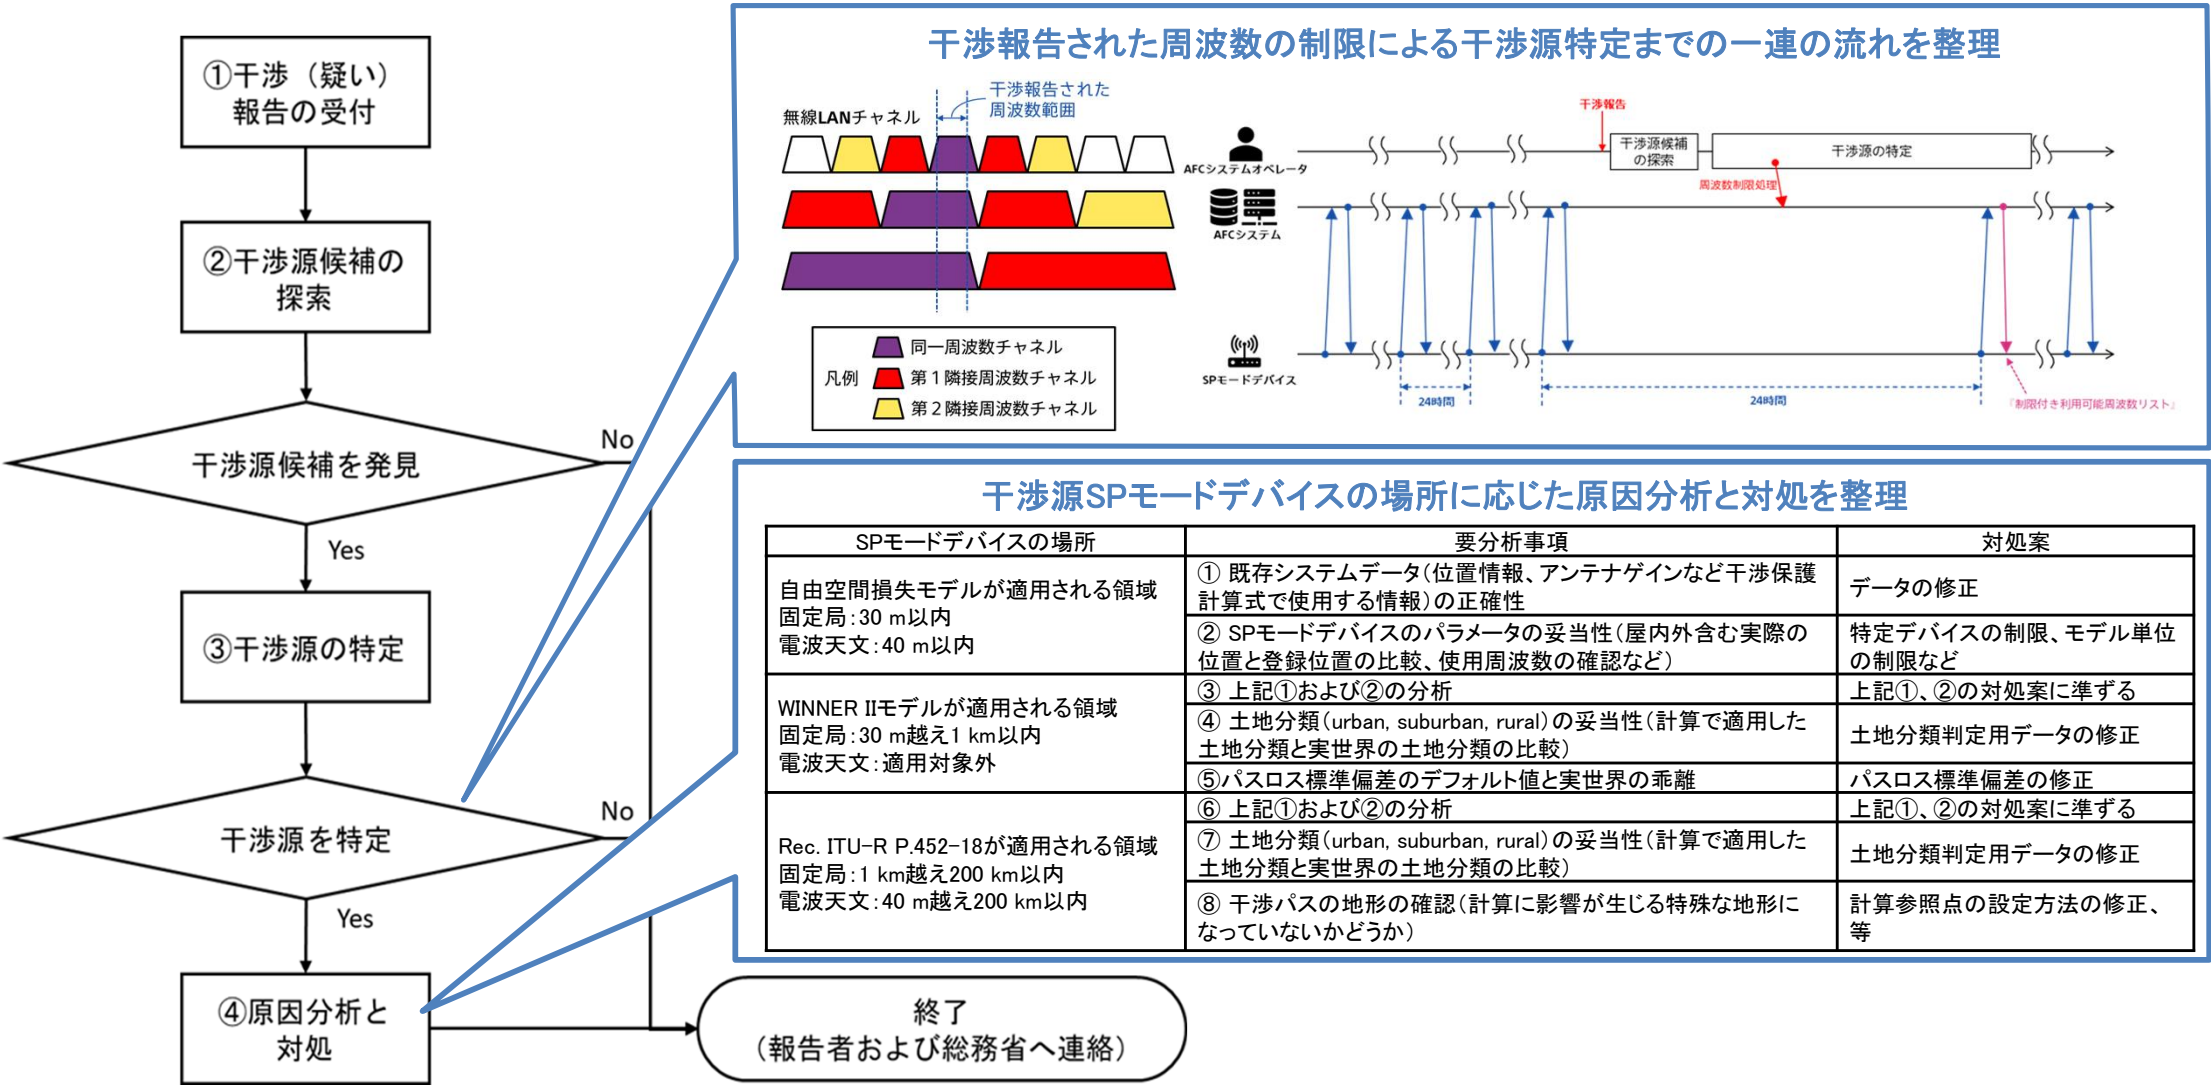 ①干渉（疑い）
報告の受付
②干渉源候補の
探索
干渉源候補を発見
No
Yes
③干渉源の特定
干渉源を特定
No
Yes
④原因分析と
対処
終了
（報告者および総務省へ連絡）
干渉報告された周波数の制限による干渉源特定までの一連の流れを整理
無線LANチャネル
干渉報告された
周波数範囲
凡例
同一周波数チャネル
第１隣接周波数チャネル
第２隣接周波数チャネル
干渉報告
干渉源候補
の探索
干渉源の特定
AFCシステムオペレータ
周波数制限処理
AFCシステム
SPモードデバイス
24時間
24時間
『制限付き利用可能周波数リスト』
干渉源SPモードデバイスの場所に応じた原因分析と対処を整理
SPモードデバイスの場所
要分析事項
対処案
自由空間損失モデルが適用される領域
固定局：30 m以内
電波天文：40 m以内
① 既存システムデータ（位置情報、アンテナゲインなど干渉保護
計算式で使用する情報）の正確性
データの修正
② SPモードデバイスのパラメータの妥当性（屋内外含む実際の
位置と登録位置の比較、使用周波数の確認など）
特定デバイスの制限、モデル単位
の制限など
WINNER IIモデルが適用される領域
固定局：30 m越え1 km以内
電波天文：適用対象外
③ 上記①および②の分析
上記①、②の対処案に準ずる
④ 土地分類（urban, suburban, rural）の妥当性（計算で適用した
土地分類と実世界の土地分類の比較）
土地分類判定用データの修正
⑤パスロス標準偏差のデフォルト値と実世界の乖離
パスロス標準偏差の修正
Rec. ITU-R P.452-18が適用される領域
固定局：1 km越え200 km以内
電波天文：40 m越え200 km以内
⑥ 上記①および②の分析
上記①、②の対処案に準ずる
⑦ 土地分類（urban, suburban, rural）の妥当性（計算で適用した
土地分類と実世界の土地分類の比較）
土地分類判定用データの修正
⑧ 干渉パスの地形の確認（計算に影響が生じる特殊な地形に
なっていないかどうか）
計算参照点の設定方法の修正、
等